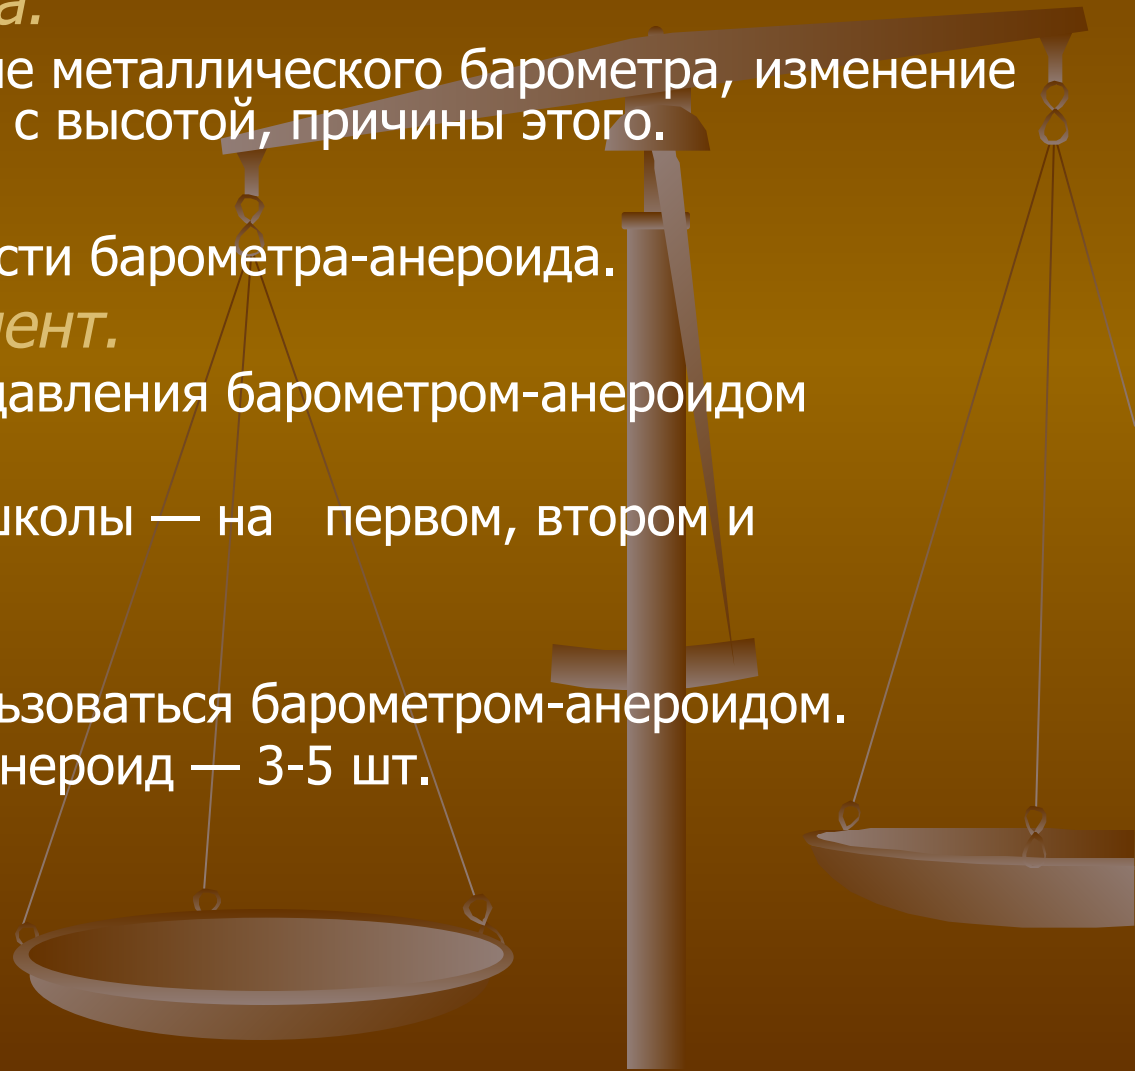 а.
ие металлического барометра, изменение
с высотой, причины этого.
сти барометра-анероида.
мент.
давления барометром-анероидом
школы — на первом, втором и
льзоваться барометром-анероидом.
нероид — 3-5 шт.